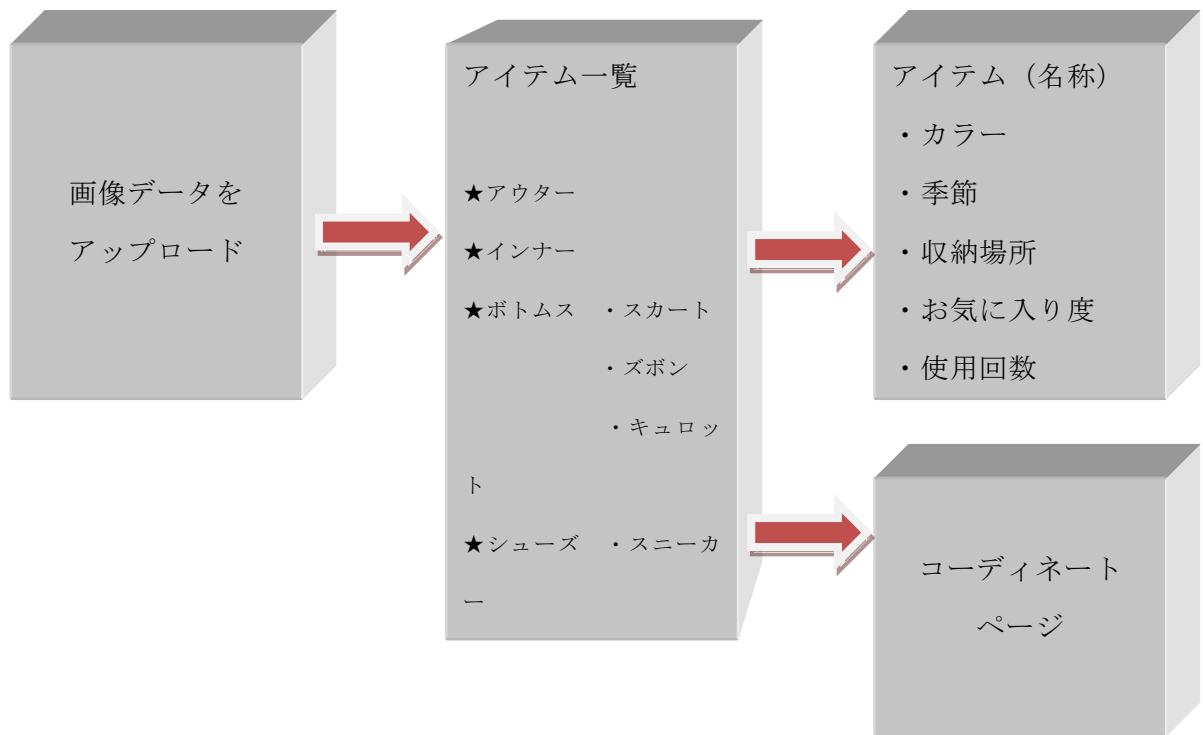 画像データを
アップロード
アイテム一覧
★アウター
★インナー
★ボトムス ・スカート
・ズボン
・キュロッ
ト
★シューズ ・スニーカ
ー
アイテム（名称）
・カラー
・季節
・収納場所
・お気に入り度
・使用回数
コーディネート
ページ